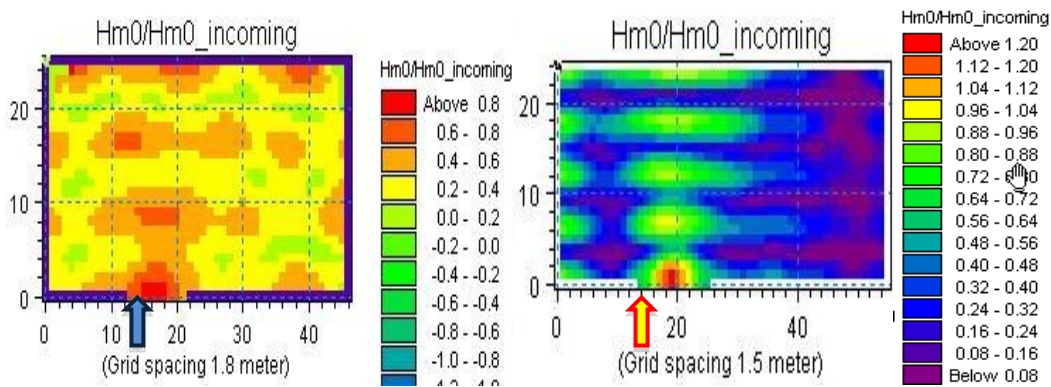 Hm0/Hm0_incoming
20
10
0
0 10 20 30 40
(Grid spacing 1.8 meter)
Hm0/Hm0_incoming
Above 0.8
0.6 - 0.8
0.4 - 0.6
0.2 - 0.4
0.0 - 0.2
-0.2 - 0.0
-0.4 - -0.2
-0.6 - -0.4
-0.8 - -0.6
-1.0 - -0.8
Hm0/Hm0_incoming
20
10
0
0 20 40
(Grid spacing 1.5 meter)
Hm0/Hm0_incoming
Above 1.20
1.12 - 1.20
1.04 - 1.12
0.96 - 1.04
0.88 - 0.96
0.80 - 0.88
0.72 -
0.64 - 0.72
0.56 - 0.64
0.48 - 0.56
0.40 - 0.48
0.32 - 0.40
0.24 - 0.32
0.16 - 0.24
0.08 - 0.16
Below 0.08